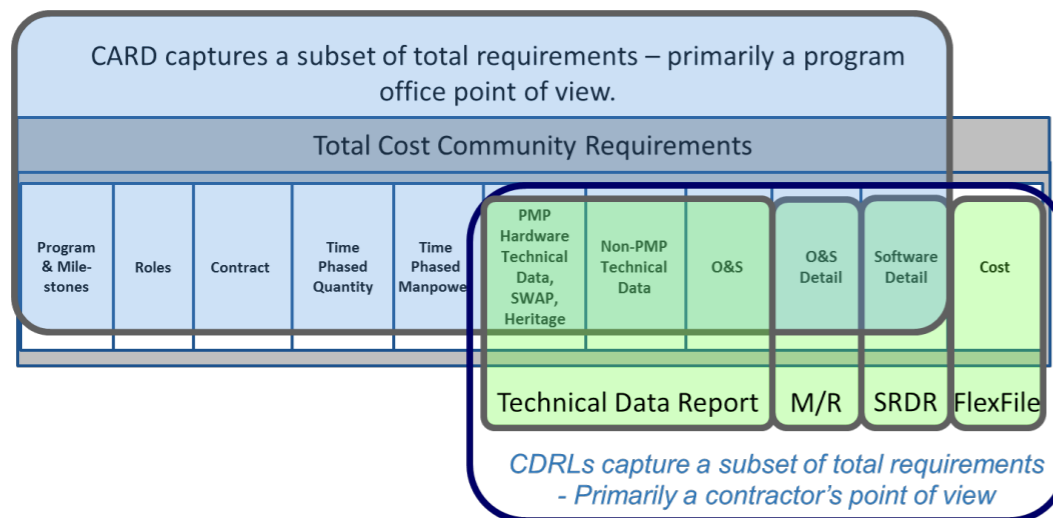 CARD captures a subset of total requirements – primarily a program
office point of view.
Total Cost Community Requirements
Program
& Mile-
stones
Roles
Contract
Time
Phased
Quantity
Time
Phased
Manpowe
PMP
Hardware
Technical
Data,
SWAP,
Heritage
Non-PMP
Technical
Data
O&S
O&S
Detail
Software
Detail
Cost
Technical Data Report
M/R
SRDR
FlexFile
CDRLs capture a subset of total requirements
- Primarily a contractor's point of view